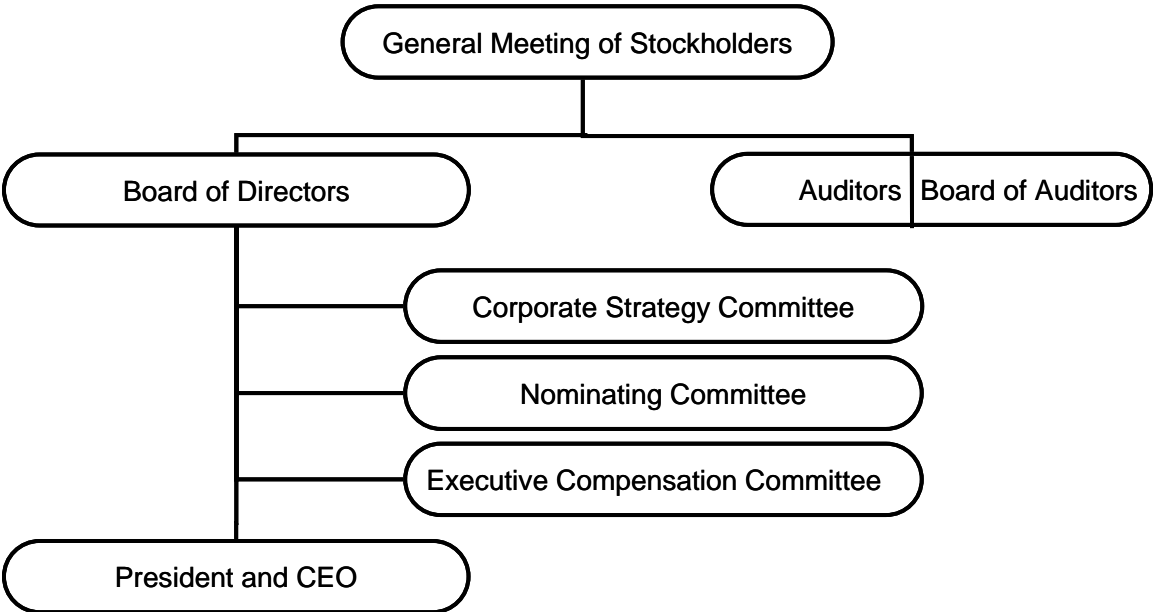 General Meeting of Stockholders
Board of Directors
Auditors
Board of Auditors
Corporate Strategy Committee
Nominating Committee
Executive Compensation Committee
President and CEO